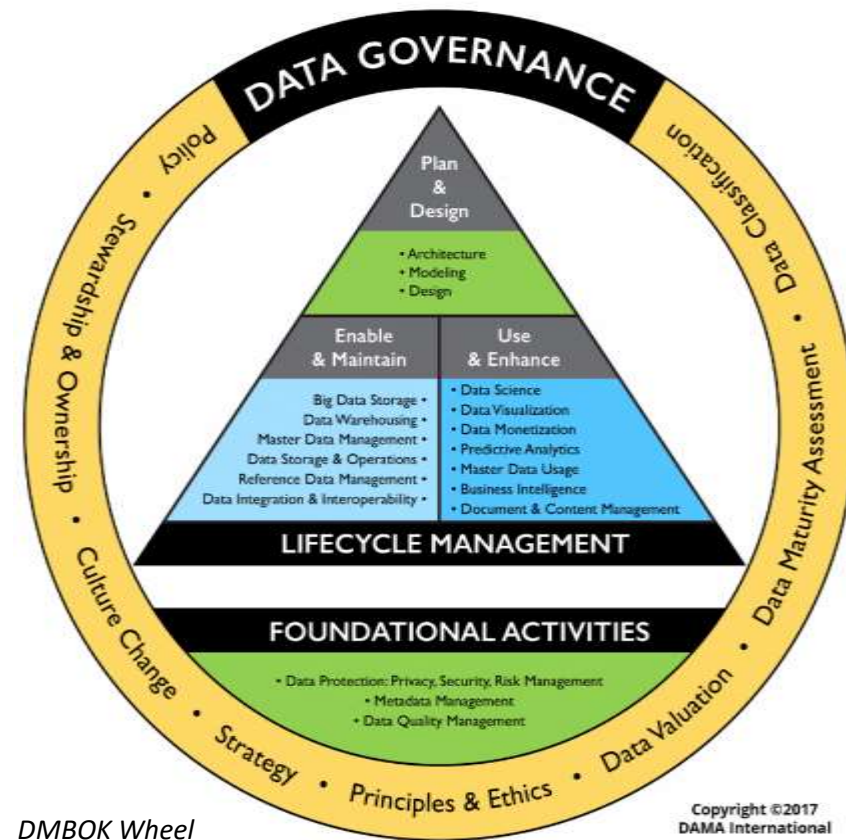 DATA GOVERNANCE
Policy • Stewardship & Ownership • Culture Change • Strategy • Principles & Ethics • Data Valuation • Data Maturity Assessment • Data Classification
Plan
&
Design
• Architecture
• Modeling
• Design
Enable
& Maintain
Big Data Storage •
Data Warehousing •
Master Data Management •
Data Storage & Operations •
Reference Data Management •
Data Integration & Interoperability •
Use
& Enhance
• Data Science
• Data Visualization
• Data Monetization
• Predictive Analytics
• Master Data Usage
• Business Intelligence
• Document & Content Management
LIFECYCLE MANAGEMENT
FOUNDATIONAL ACTIVITIES
• Data Protection: Privacy, Security, Risk Management
• Metadata Management
• Data Quality Management
DMBOK Wheel
Copyright ©2017
DAMA International